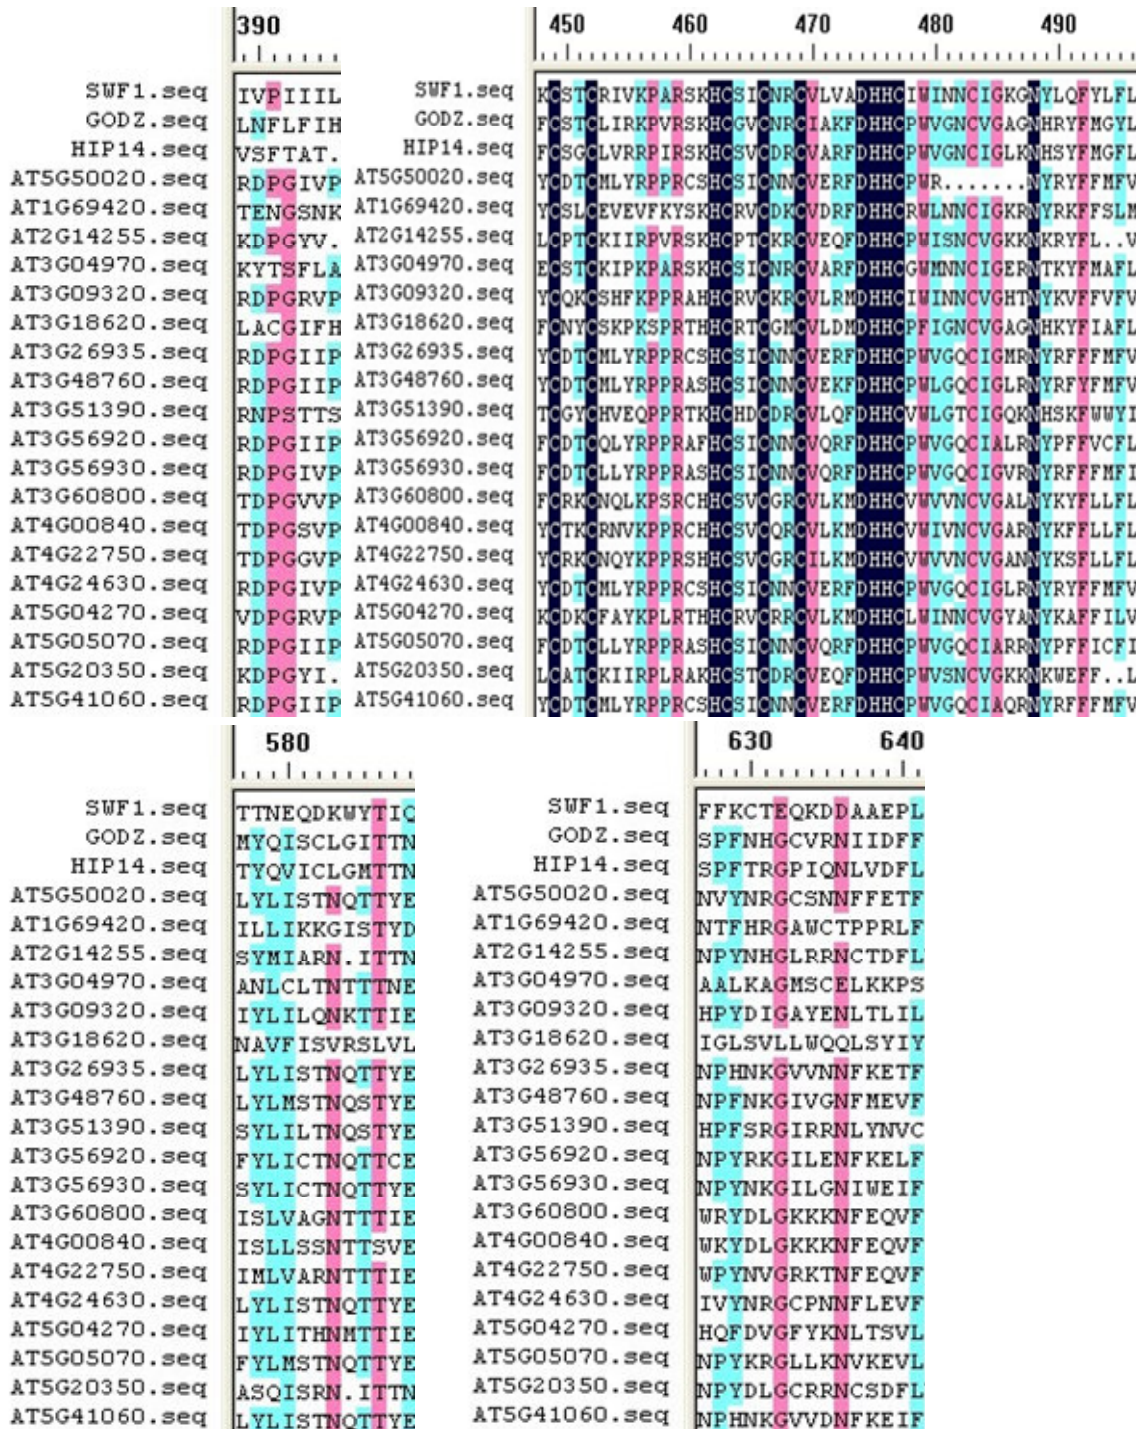 390 450 460 470 480 490
SWF1.seq IVPIIIL SWF1.seq KCSTCRIVKPARSKHCSICNRCVLVADHHCIWINNCIGKGNYLQFYLFL
GODZ.seq LNFLFIH GODZ.seq FCSTCLIRKPVRSKHCGVCNRCIAKFDHHCPWVGNCVGAGNHRYFMGYL
HIP14.seq VSFTAT. HIP14.seq FCSGCLVRRPIRSKHCSVCDRCVARFDHHCPWVGNCIGLKNHSYFMGFL
AT5G50020.seq RDPGIVP AT5G50020.seq YCDTCMLYRPPRCSHCSICNNCVERFDHHCPWR.......NYRYFFMFV
AT1G69420.seq TENGSNK AT1G69420.seq YCSLCEVEVFKYSKHCRVCDKCVDRFDHHCRWLNNCIGKRNYRKFFSLM
AT2G14255.seq KDPGYV. AT2G14255.seq LCPTCKIIRPVRSKHCPTCKRCVEQFDHHCPWISNCVGKKNKRYFL..V
AT3G04970.seq KYTSFLA AT3G04970.seq ECSTCKIPKPARSKHCSICNRCVARFDHHCGWMNNCIGERNTKYFMAFL
AT3G09320.seq RDPGRVP AT3G09320.seq YCQKCSHFKPPRAHHCRVCKRCVLRMDHHCIWINNCVGHTNYKVFFVFV
AT3G18620.seq LACGIFH AT3G18620.seq FCNYCSKPKSPRTHHCRTCGMCVLDMDHHCPFIGNCVGAGNHKYFIAFL
AT3G26935.seq RDPGIIP AT3G26935.seq YCDTCMLYRPPRCSHCSICNNCVERFDHHCPWVGQCIGMRNYRFFFMFV
AT3G48760.seq RDPGIIP AT3G48760.seq YCDTCMLYRPPRASHCSICNNCVEKFDHHCPWLGQCIGLRNYRFYFMFV
AT3G51390.seq RNPSTTS AT3G51390.seq TCGYCHVEQPPRTKHCHDCDRCVLQFDHHCVWLGTCIGQKNHSKFWWYI
AT3G56920.seq RDPGIIP AT3G56920.seq FCDTCQLYRPPRAFHCSICNNCVQRFDHHCPWVGQCIALRNYPFFVCFL
AT3G56930.seq RDPGIVP AT3G56930.seq FCDTCLLYRPPRASHCSICNNCVQRFDHHCPWVGQCIGVRNYRFFFMFI
AT3G60800.seq TDPGVVP AT3G60800.seq FCRKCNQLKPSRCHHCSVCGRCVLKMDHHCVWVVNCVGALNYKYFLLFL
AT4G00840.seq TDPGSVP AT4G00840.seq YCTKCRNVKPPRCHHCSVCQRCVLKMDHHCVWIVNCVGARNYKFFLLFL
AT4G22750.seq TDPGGVP AT4G22750.seq YCRKCNQYKPPRSHHCSVCGRCILKMDHHCVWVVNCVGANNYKSFLLFL
AT4G24630.seq RDPGIVP AT4G24630.seq YCDTCMLYRPPRCSHCSICNNCVERFDHHCPWVGQCIGLRNYRYFFMFV
AT5G04270.seq VDPGRVP AT5G04270.seq KCDKCFAYKPLRTHHCRVCRRCVLKMDHHCLWINNCVGYANYKAFFILV
AT5G05070.seq RDPGIIP AT5G05070.seq FCDTCLLYRPPRASHCSICNNCVQRFDHHCPWVGQCIARRNYPFFICFI
AT5G20350.seq KDPGYI. AT5G20350.seq LCATCKIIRPLRAKHCSTCDRCVEQFDHHCPWVSNCVGKKNKWEFF..L
AT5G41060.seq RDPGIIP AT5G41060.seq YCDTCMLYRPPRCSHCSICNNCVERFDHHCPWVGQCIAQRNYRFFFMFV
580 630 640
SWF1.seq TTNEQDKWYTIQ SWF1.seq FFKCTEQKDDAAEPL
GODZ.seq MYQISCLGITTN GODZ.seq SPFNHGCVRNIIDFF
HIP14.seq TYQVICLGMTTN HIP14.seq SPFTRGPIQNLVDFL
AT5G50020.seq LYLISTNQTTYE AT5G50020.seq NVYNRGCSNNFFETF
AT1G69420.seq ILLIKKGISTYD AT1G69420.seq NTFHRGAWCTPPRLF
AT2G14255.seq SYMIARN.ITTN AT2G14255.seq NPYNHGLRRNCTDFL
AT3G04970.seq ANLCLTNTTTNE AT3G04970.seq AALKAGMSCELKKPS
AT3G09320.seq IYLILQNKTTIE AT3G09320.seq HPYDIGAYENLTLIL
AT3G18620.seq NAVFISVRSLVL AT3G18620.seq IGLSVLLWQQLSYIY
AT3G26935.seq LYLISTNQTTYE AT3G26935.seq NPHNKGVVNNFKETF
AT3G48760.seq LYLMSTNQSTYE AT3G48760.seq NPFNKGIVGNFMEVF
AT3G51390.seq SYLILTNQSTYE AT3G51390.seq HPFSRGIRRNLYNVC
AT3G56920.seq FYLICTNQTTCE AT3G56920.seq NPYRKGILENFKELF
AT3G56930.seq SYLICTNQTTYE AT3G56930.seq NPYNKGILGNIWEIF
AT3G60800.seq ISLVAGNTTTIE AT3G60800.seq WRYDLGKKKNFEQVF
AT4G00840.seq ISLLSSNTTSVE AT4G00840.seq WKYDLGKKKNFEQVF
AT4G22750.seq IMLVARNTTTIE AT4G22750.seq WPYNVGRKTNFEQVF
AT4G24630.seq LYLISTNQTTYE AT4G24630.seq IVYNRGCPNNFLEVF
AT5G04270.seq IYLITHNMTTIE AT5G04270.seq HQFDVGFYKNLTSVL
AT5G05070.seq FYLMSTNQTTYE AT5G05070.seq NPYKRGLLKNVKEVL
AT5G20350.seq ASQISRN.ITTN AT5G20350.seq NPYDLGCRRNCSDFL
AT5G41060.seq LYLISTNQTTYE AT5G41060.seq NPHNKGVVDNFKEIF